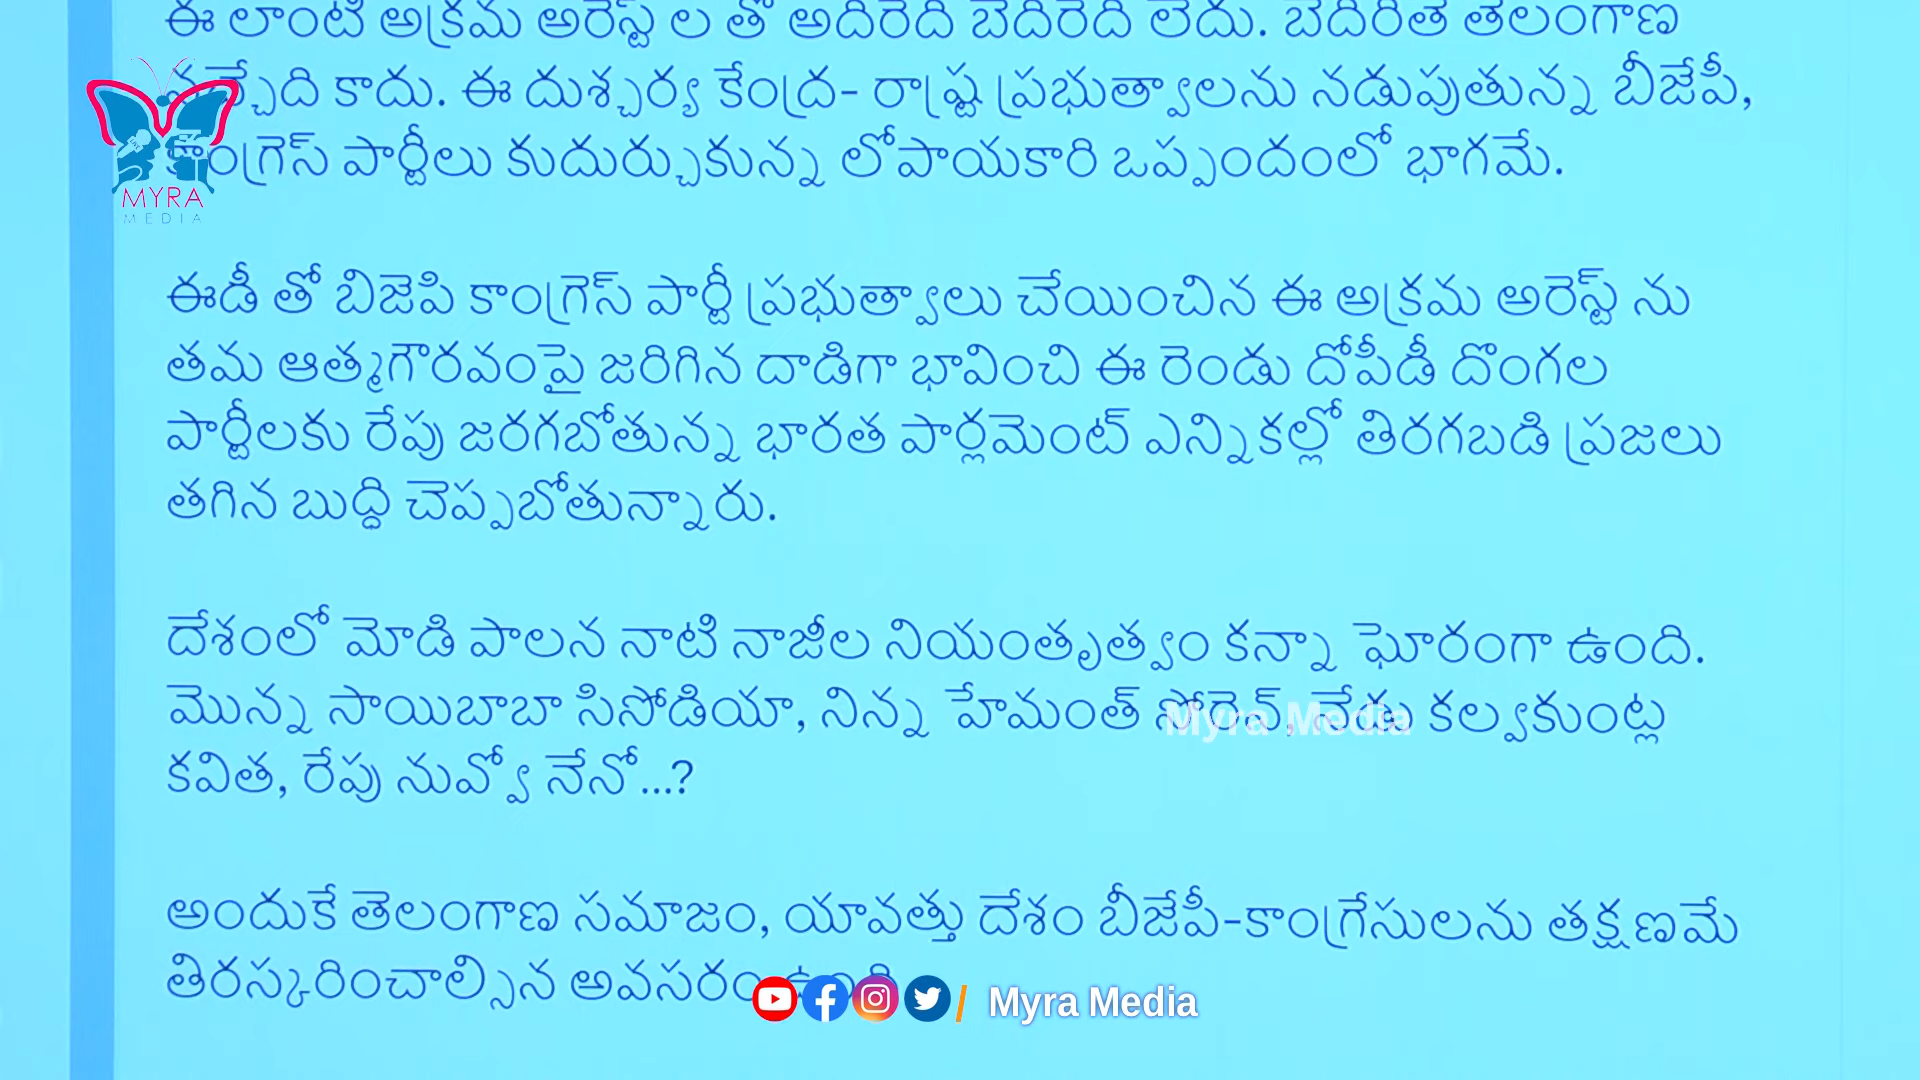 ఈ లాంటి అక్రమ అరెస్ట్ ల తో అదిరేది బెదిరేది లేదు. బెదిరితే తెలంగాణ
వచ్చేది కాదు. ఈ దుశ్చర్య కేంద్ర- రాష్ట్ర ప్రభుత్వాలను నడుపుతున్న బీజేపీ,
కాంగ్రెస్ పార్టీలు కుదుర్చుకున్న లోపాయకారి ఒప్పందంలో భాగమే.
MYRA
MEDIA
ఈడీ తో బిజెపి కాంగ్రెస్ పార్టీ ప్రభుత్వాలు చేయించిన ఈ అక్రమ అరెస్ట్ ను
తమ ఆత్మగౌరవంపై జరిగిన దాడిగా భావించి ఈ రెండు దోపీడీ దొంగల
పార్టీలకు రేపు జరగబోతున్న భారత పార్లమెంట్ ఎన్నికల్లో తిరగబడి ప్రజలు
తగిన బుద్ధి చెప్పబోతున్నారు.
దేశంలో మోడి పాలన నాటి నాజీల నియంతృత్వం కన్నా ఘోరంగా ఉంది.
మొన్న సాయిబాబా సిసోడియా, నిన్న హేమంత్ సోరెన్, నేడు కల్వకుంట్ల
Myra Media
కవిత, రేపు నువ్వో నేనో...?
అందుకే తెలంగాణ సమాజం, యావత్తు దేశం బీజేపీ-కాంగ్రేసులను తక్షణమే
తిరస్కరించాల్సిన అవసరం ఉంది
/ Myra Media